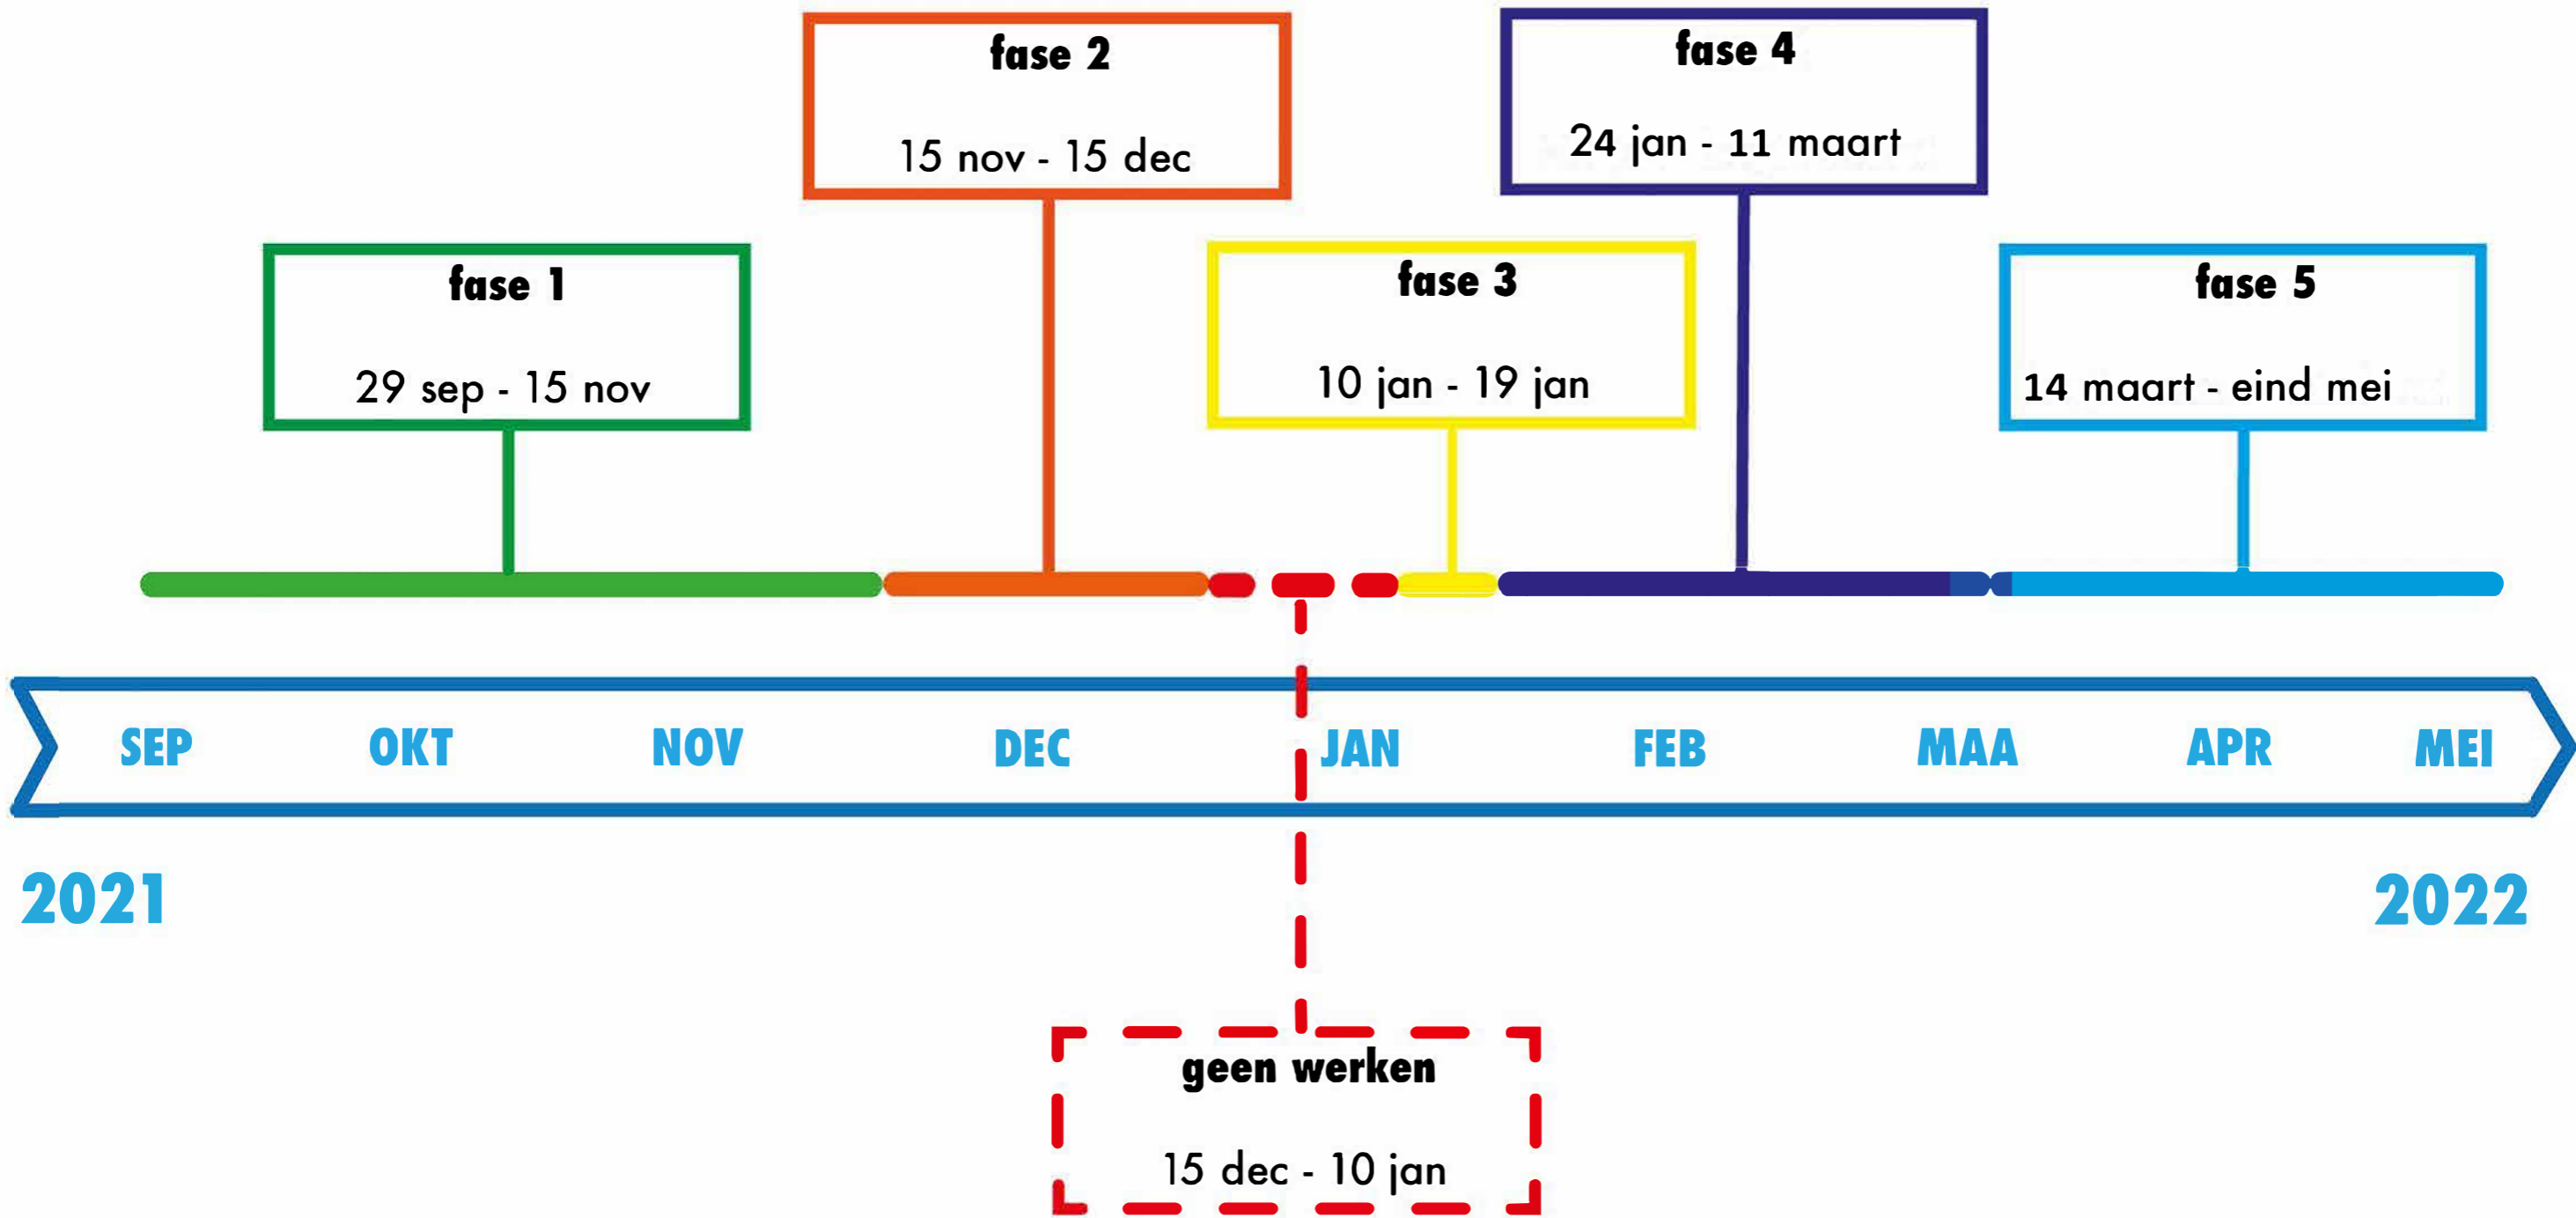 fase 2
15 nov - 15 dec
fase 4
24 jan - 11 maart
fase 1
29 sep - 15 nov
fase 3
10 jan - 19 jan
fase 5
14 maart - eind mei
SEP OKT NOV DEC JAN FEB MAA APR MEI
2021 2022
geen werken
15 dec - 10 jan